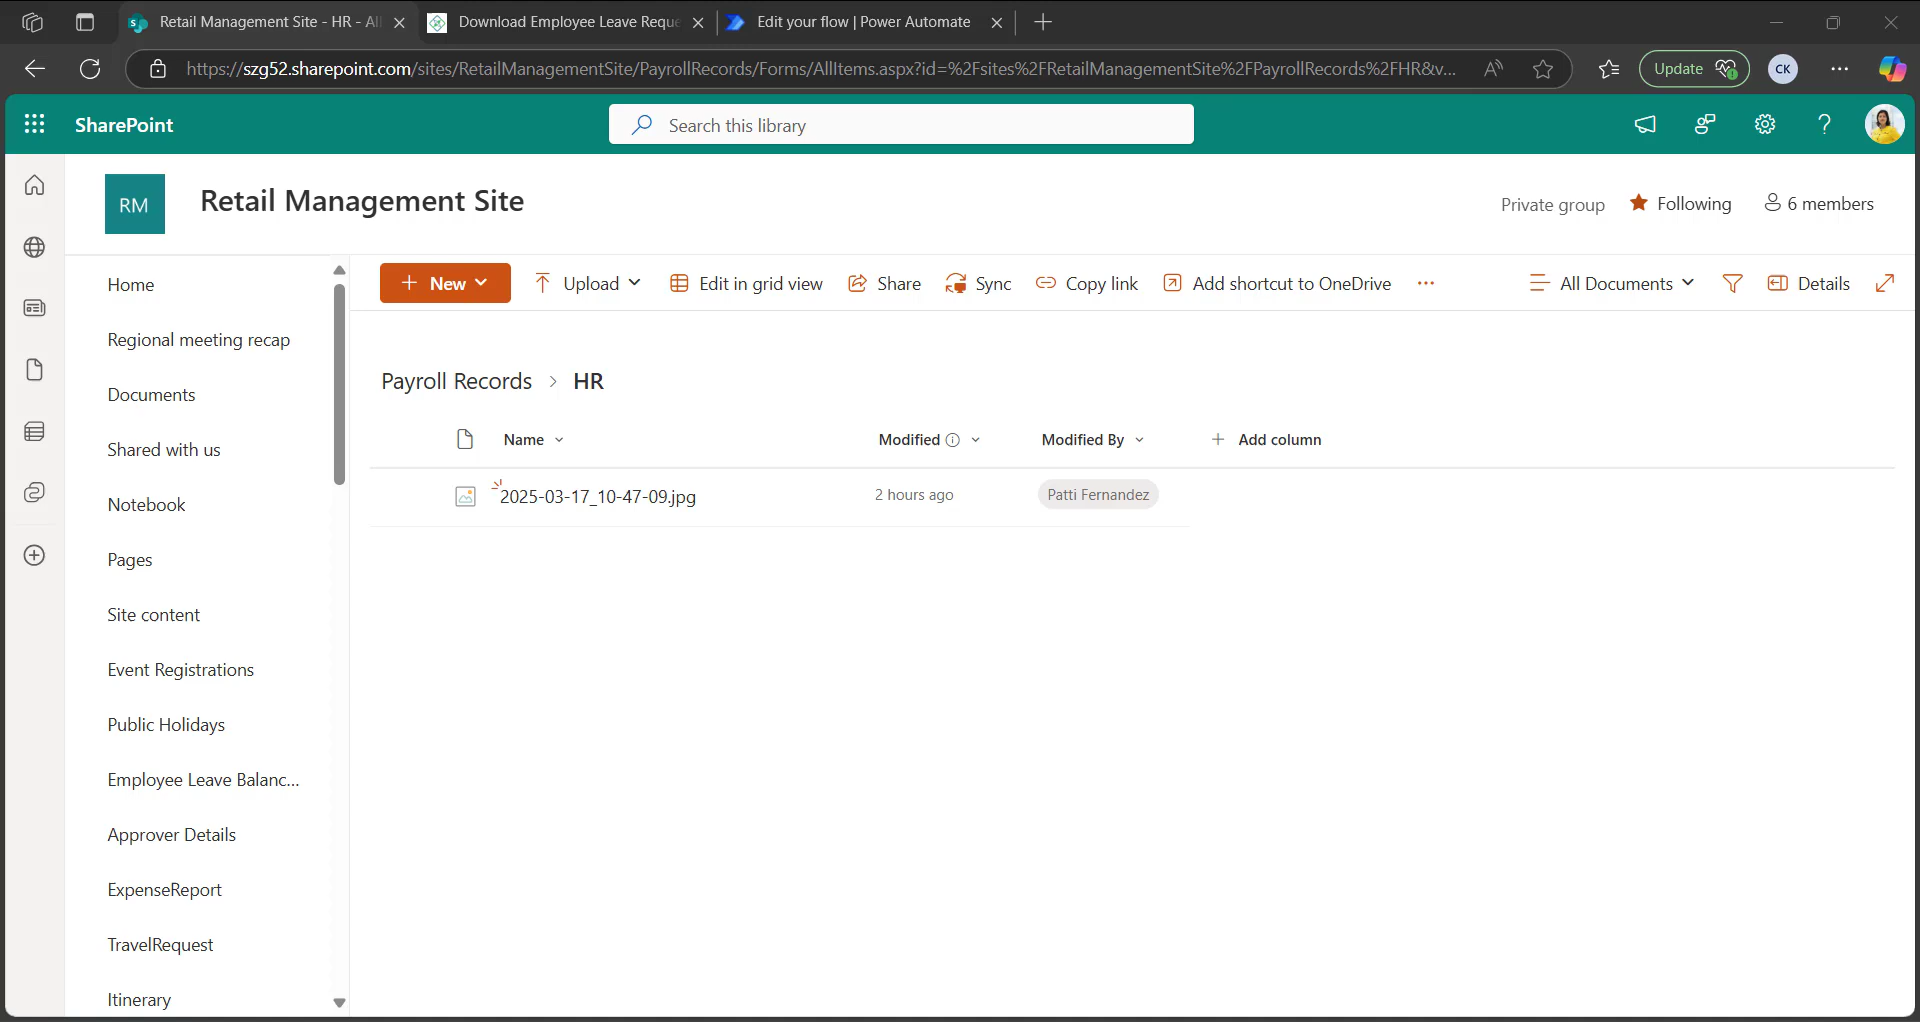 Retail Management Site - HR - Al
Download Employee Leave Reque
Edit your flow | Power Automate
https://szg52.sharepoint.com/sites/RetailManagementSite/PayrollRecords/Forms/AllItems.aspx?id=%2Fsites%2FRetailManagementSite%2FPayrollRecords%2FHR&v...
Update
CK
SharePoint
Search this library
RM
Retail Management Site
Private group
Following
6 members
New
Upload
Edit in grid view
Share
Sync
Copy link
Add shortcut to OneDrive
All Documents
Details
Home
Regional meeting recap
Documents
Shared with us
Notebook
Pages
Site content
Event Registrations
Public Holidays
Employee Leave Balanc...
Approver Details
ExpenseReport
TravelRequest
Itinerary
Payroll Records > HR
Name
Modified
Modified By
Add column
2025-03-17_10-47-09.jpg
2 hours ago
Patti Fernandez